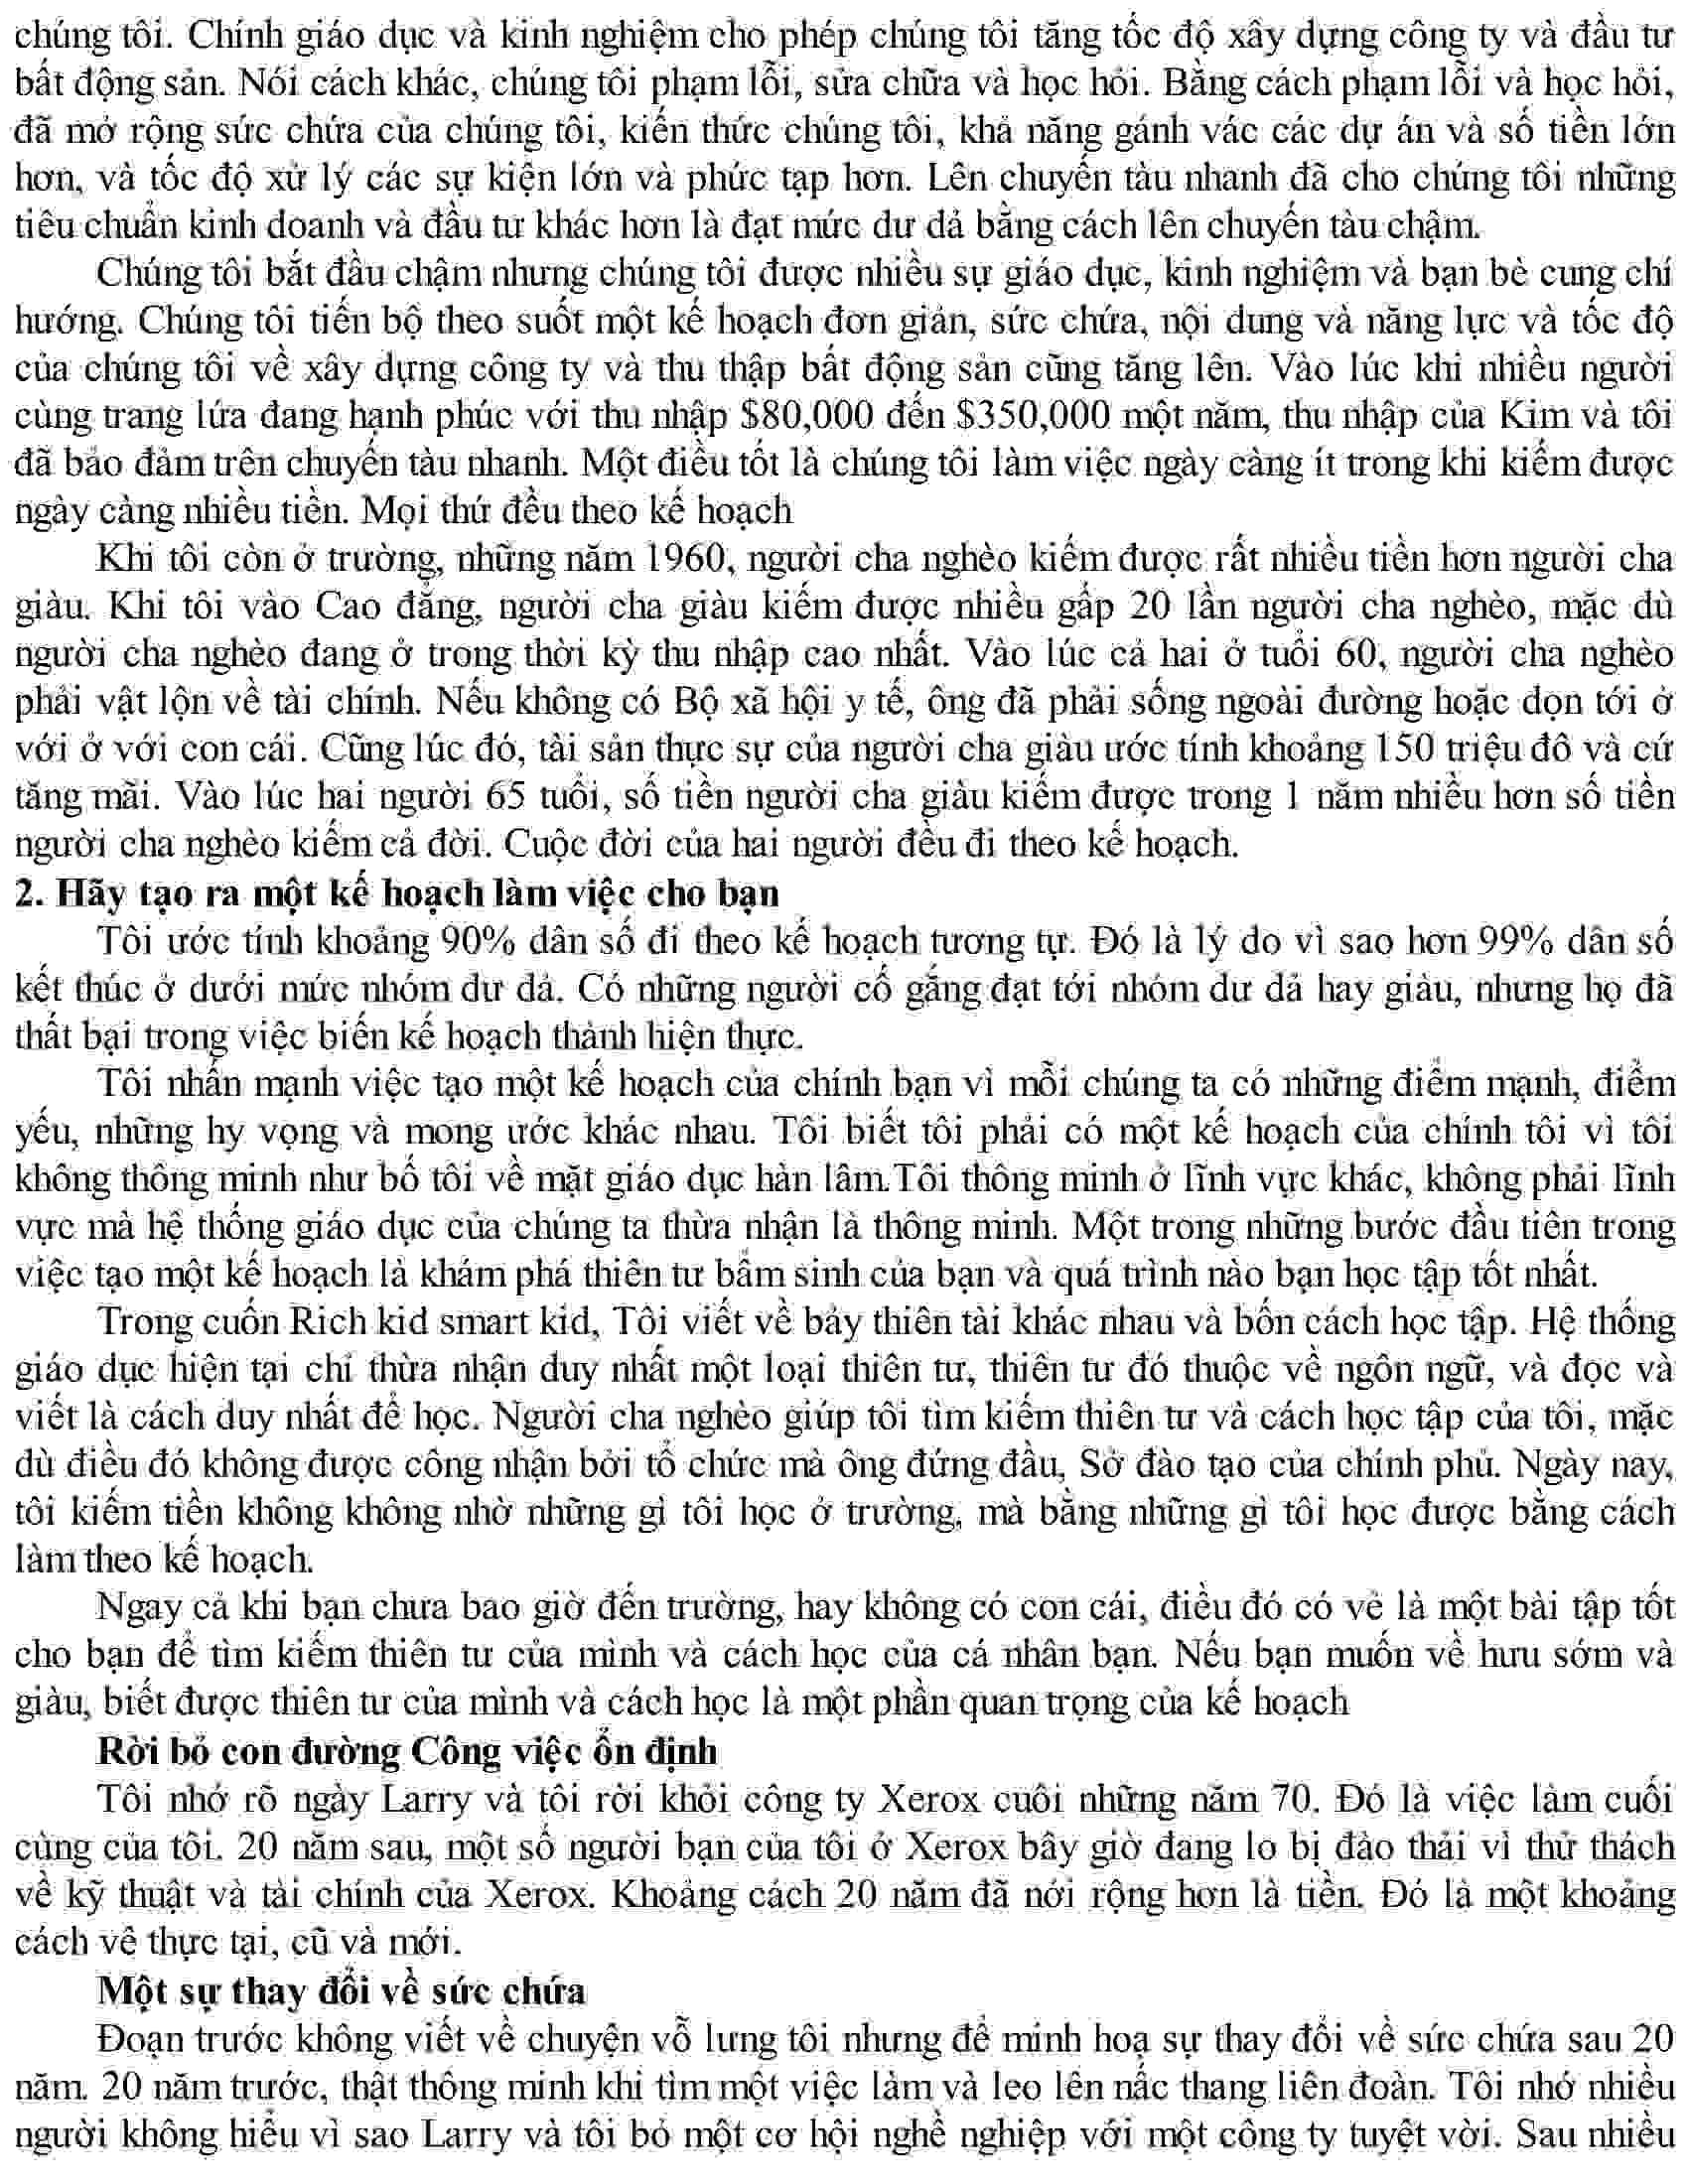 chúng tôi. Chính giáo dục và kinh nghiệm cho phép chúng tôi tăng tốc độ xây dựng công ty và đầu tư
bất động sản. Nói cách khác, chúng tôi phạm lỗi, sửa chữa và học hỏi. Bằng cách phạm lỗi và học hỏi,
đã mở rộng sức chứa của chúng tôi, kiến thức chúng tôi, khả năng gánh vác các dự án và số tiền lớn
hơn, và tốc độ xử lý các sự kiện lớn và phức tạp hơn. Lên chuyến tàu nhanh đã cho chúng tôi những
tiêu chuẩn kinh doanh và đầu tư khác hơn là đạt mức dư dả bằng cách lên chuyến tàu chậm.
Chúng tôi bắt đầu chậm nhưng chúng tôi được nhiều sự giáo dục, kinh nghiệm và bạn bè cung chí
hướng. Chúng tôi tiến bộ theo suốt một kế hoạch đơn giản, sức chứa, nội dung và năng lực và tốc độ
của chúng tôi về xây dựng công ty và thu thập bất động sản cũng tăng lên. Vào lúc khi nhiều người
cùng trang lứa đang hạnh phúc với thu nhập $80,000 đến $350,000 một năm, thu nhập của Kim và tôi
đã bảo đảm trên chuyến tàu nhanh. Một điều tốt là chúng tôi làm việc ngày càng ít trong khi kiếm được
ngày càng nhiều tiền. Mọi thứ đều theo kế hoạch
Khi tôi còn ở trường, những năm 1960, người cha nghèo kiếm được rất nhiều tiền hơn người cha
giàu. Khi tôi vào Cao đẳng, người cha giàu kiếm được nhiều gấp 20 lần người cha nghèo, mặc dù
người cha nghèo đang ở trong thời kỳ thu nhập cao nhất. Vào lúc cả hai ở tuổi 60, người cha nghèo
phải vật lộn về tài chính. Nếu không có Bộ xã hội y tế, ông đã phải sống ngoài đường hoặc dọn tới ở
với ở với con cái. Cũng lúc đó, tài sản thực sự của người cha giàu ước tính khoảng 150 triệu đô và cứ
tăng mãi. Vào lúc hai người 65 tuổi, số tiền người cha giàu kiếm được trong 1 năm nhiều hơn số tiền
người cha nghèo kiếm cả đời. Cuộc đời của hai người đều đi theo kế hoạch.
2. Hãy tạo ra một kế hoạch làm việc cho bạn
Tôi ước tính khoảng 90% dân số đi theo kế hoạch tương tự. Đó là lý do vì sao hơn 99% dân số
kết thúc ở dưới mức nhóm dư dả. Có những người cố gắng đạt tới nhóm dư dả hay giàu, nhưng họ đã
thất bại trong việc biến kế hoạch thành hiện thực.
Tôi nhấn mạnh việc tạo một kế hoạch của chính bạn vì mỗi chúng ta có những điểm mạnh, điểm
yếu, những hy vọng và mong ước khác nhau. Tôi biết tôi phải có một kế hoạch của chính tôi vì tôi
không thông minh như bố tôi về mặt giáo dục hàn lâm.Tôi thông minh ở lĩnh vực khác, không phải lĩnh
vực mà hệ thống giáo dục của chúng ta thừa nhận là thông minh. Một trong những bước đầu tiên trong
việc tạo một kế hoạch là khám phá thiên tư bẩm sinh của bạn và quá trình nào bạn học tập tốt nhất.
Trong cuốn Rich kid smart kid, Tôi viết về bảy thiên tài khác nhau và bốn cách học tập. Hệ thống
giáo dục hiện tại chỉ thừa nhận duy nhất một loại thiên tư, thiên tư đó thuộc về ngôn ngữ, và đọc và
viết là cách duy nhất để học. Người cha nghèo giúp tôi tìm kiếm thiên tư và cách học tập của tôi, mặc
dù điều đó không được công nhận bởi tổ chức mà ông đứng đầu, Sở đào tạo của chính phủ. Ngày nay,
tôi kiếm tiền không không nhờ những gì tôi học ở trường, mà bằng những gì tôi học được bằng cách
làm theo kế hoạch.
Ngay cả khi bạn chưa bao giờ đến trường, hay không có con cái, điều đó có vẻ là một bài tập tốt
cho bạn để tìm kiếm thiên tư của mình và cách học của cá nhân bạn. Nếu bạn muốn về hưu sớm và
giàu, biết được thiên tư của mình và cách học là một phần quan trọng của kế hoạch
Rời bỏ con đường Công việc ổn định
Tôi nhớ rõ ngày Larry và tôi rời khỏi công ty Xerox cuôi những năm 70. Đó là việc làm cuối
cùng của tôi. 20 năm sau, một số người bạn của tôi ở Xerox bây giờ đang lo bị đào thải vì thử thách
về kỹ thuật và tài chính của Xerox. Khoảng cách 20 năm đã nới rộng hơn là tiền. Đó là một khoảng
cách vê thực tại, cũ và mới.
Một sự thay đổi về sức chứa
Đoạn trước không viết về chuyện vỗ lưng tôi nhưng để minh hoạ sự thay đổi về sức chứa sau 20
năm. 20 năm trước, thật thông minh khi tìm một việc làm và leo lên nấc thang liên đoàn. Tôi nhớ nhiều
người không hiểu vì sao Larry và tôi bỏ một cơ hội nghề nghiệp với một công ty tuyệt vời. Sau nhiều